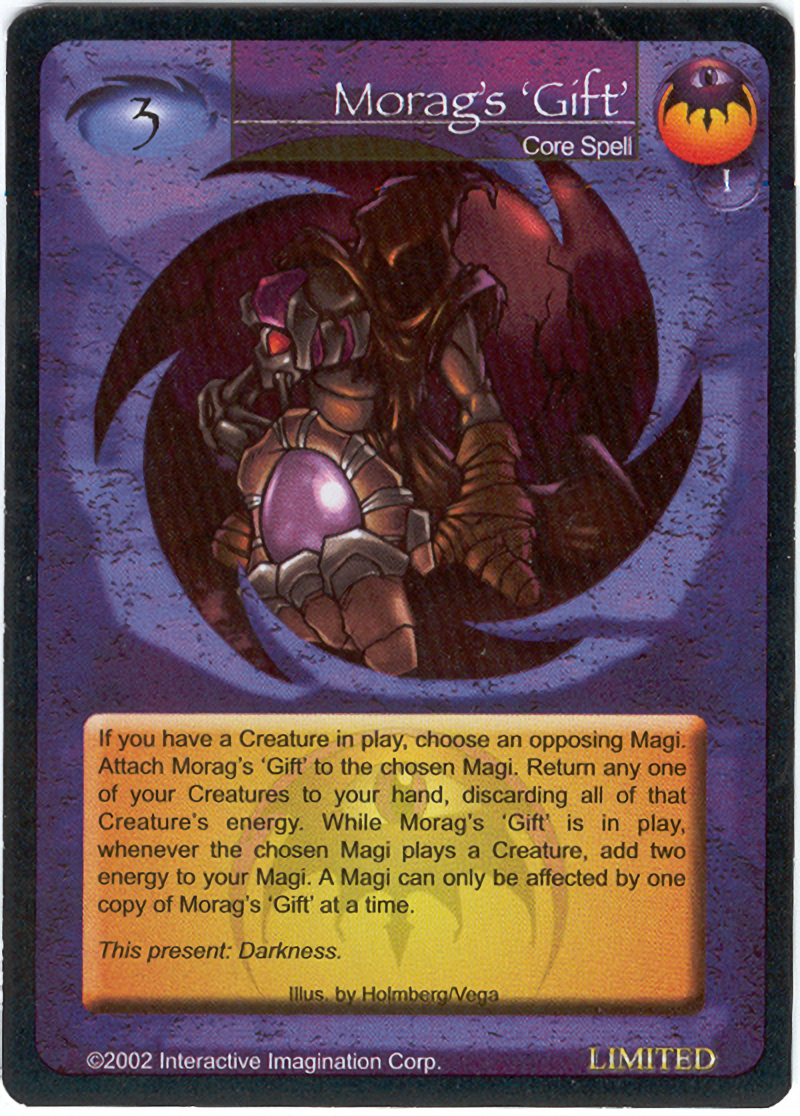 3
Morag's 'Gift'
Core Spell
I
If you have a Creature in play, choose an opposing Magi.
Attach Morag's 'Gift' to the chosen Magi. Return any one
of your Creatures to your hand, discarding all of that
Creature's energy. While Morag's 'Gift' is in play,
whenever the chosen Magi plays a Creature, add two
energy to your Magi. A Magi can only be affected by one
copy of Morag's 'Gift' at a time.
This present: Darkness.
Illus. by Holmberg/Vega
©2002 Interactive Imagination Corp.
LIMITED